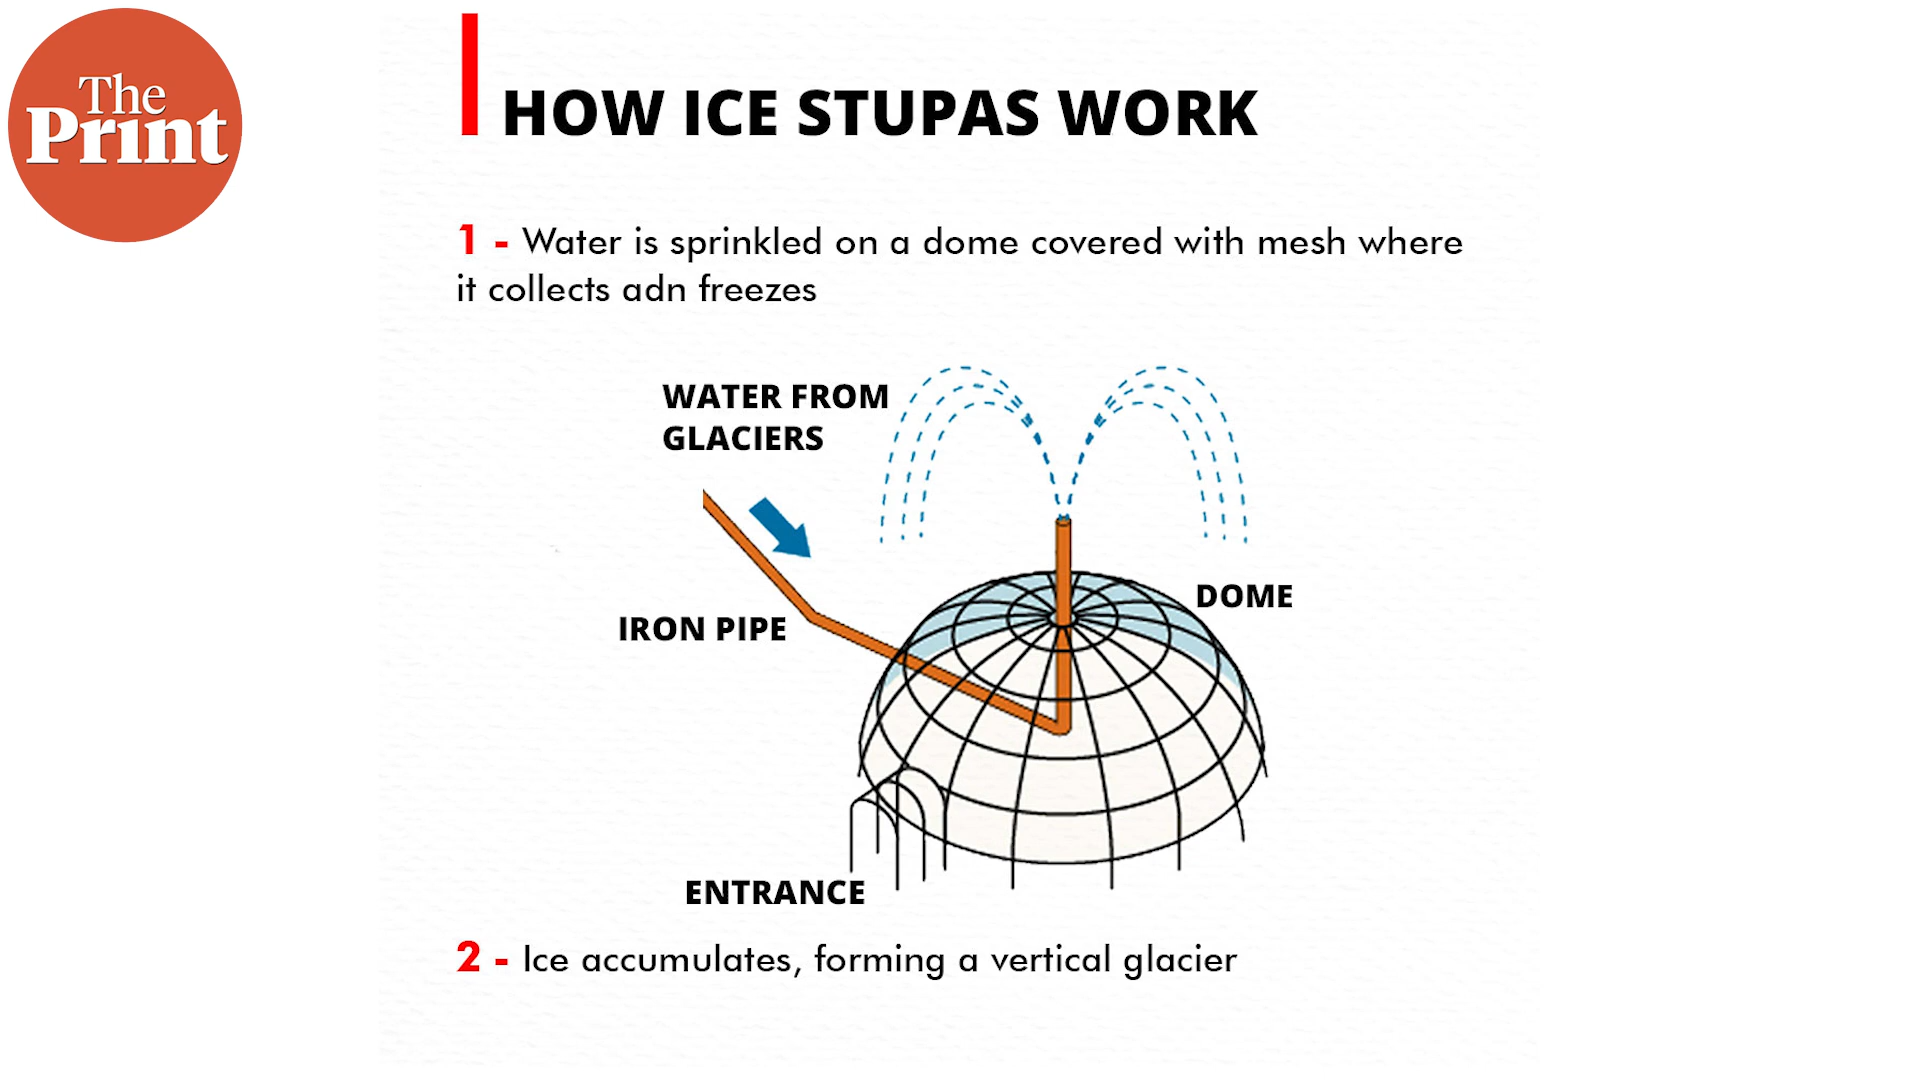 The
Print
HOW ICE STUPAS WORK
1 - Water is sprinkled on a dome covered with mesh where
it collects adn freezes
WATER FROM
GLACIERS
DOME
IRON PIPE
ENTRANCE
2 - Ice accumulates, forming a vertical glacier